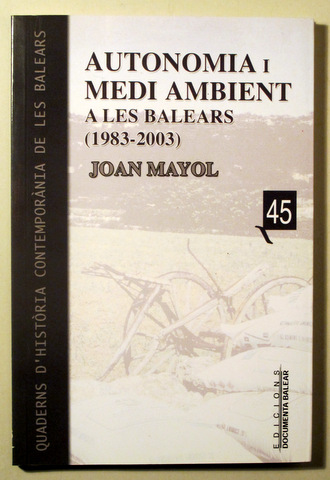 AUTONOMIA I
MEDI AMBIENT
A LES BALEARS
(1983-2003)
JOAN MAYOL
45
QUADERNS D'HISTÒRIA CONTEMPORÀNIA DE LES BALEARS
EDICIONS
DOCUMENTA BALEAR